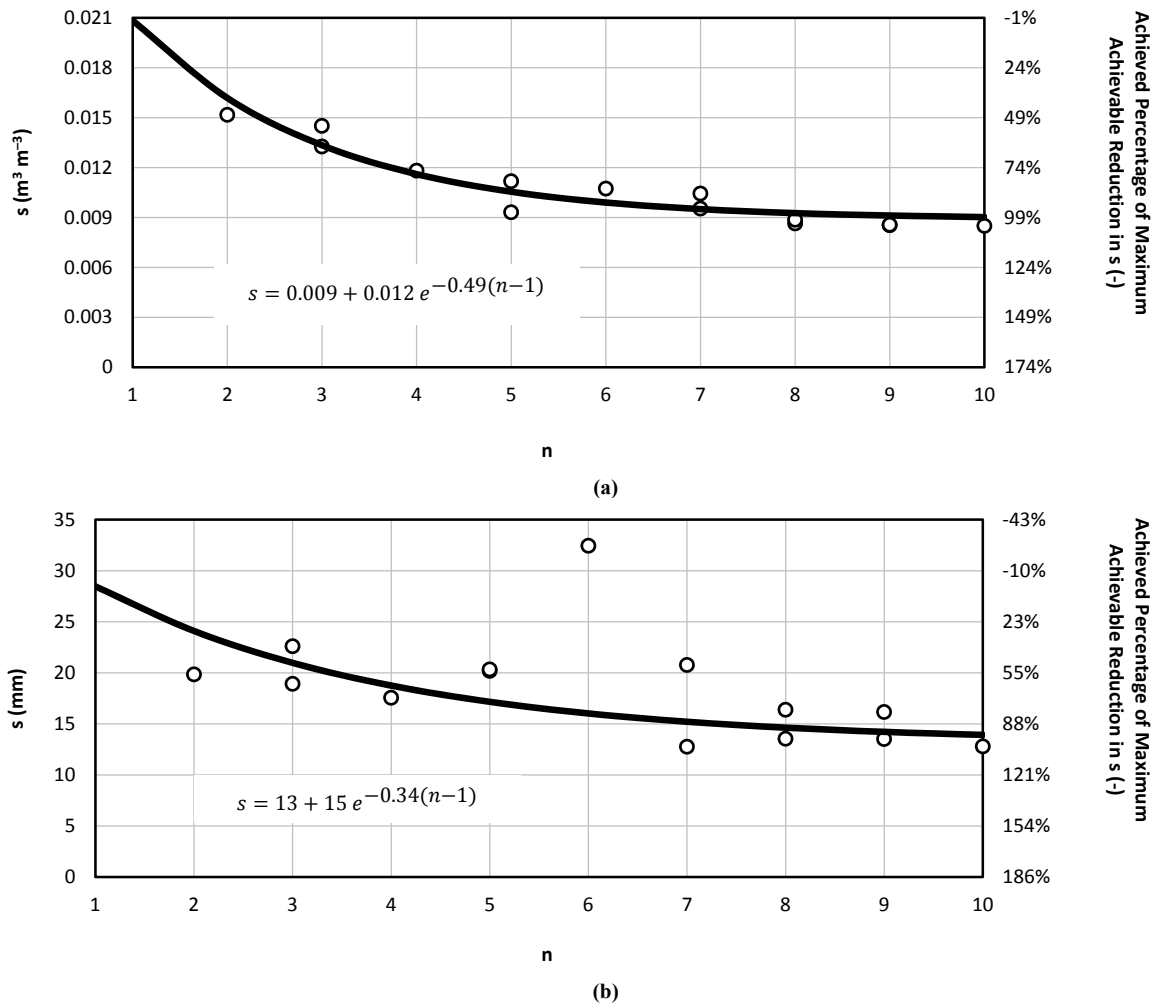 0.021
0.018
0.015
0.012
0.009
0.006
0.003
0
s (m³ m⁻³)
-1%
24%
49%
74%
99%
124%
149%
174%
Achieved Percentage of Maximum
Achievable Reduction in s (-)
s = 0.009 + 0.012 e^{−0.49(n−1)}
1 2 3 4 5 6 7 8 9 10
n
(a)
35
30
25
20
15
10
5
0
s (mm)
-43%
-10%
23%
55%
88%
121%
154%
186%
Achieved Percentage of Maximum
Achievable Reduction in s (-)
s = 13 + 15 e^{−0.34(n−1)}
1 2 3 4 5 6 7 8 9 10
n
(b)